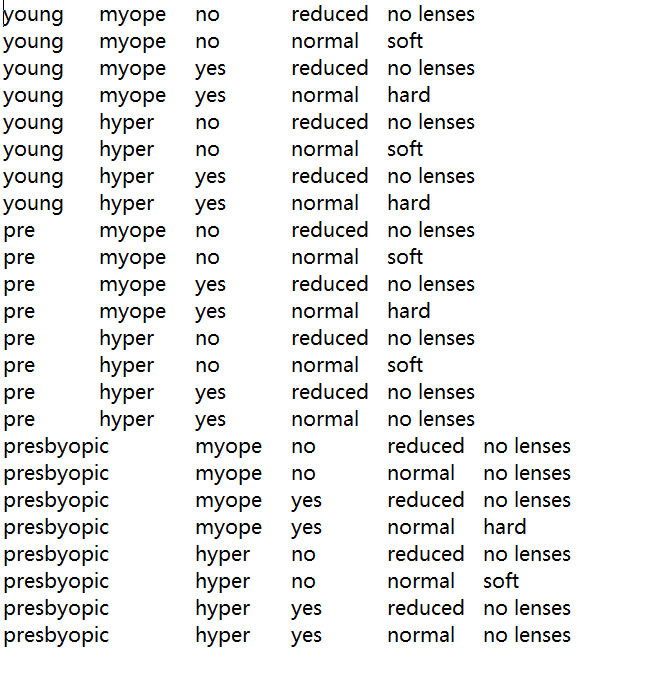 young myope no reduced no lenses
young myope no normal soft
young myope yes reduced no lenses
young myope yes normal hard
young hyper no reduced no lenses
young hyper no normal soft
young hyper yes reduced no lenses
young hyper yes normal hard
pre myope no reduced no lenses
pre myope no normal soft
pre myope yes reduced no lenses
pre myope yes normal hard
pre hyper no reduced no lenses
pre hyper no normal soft
pre hyper yes reduced no lenses
pre hyper yes normal no lenses
presbyopic myope no reduced no lenses
presbyopic myope no normal no lenses
presbyopic myope yes reduced no lenses
presbyopic myope yes normal hard
presbyopic hyper no reduced no lenses
presbyopic hyper no normal soft
presbyopic hyper yes reduced no lenses
presbyopic hyper yes normal no lenses